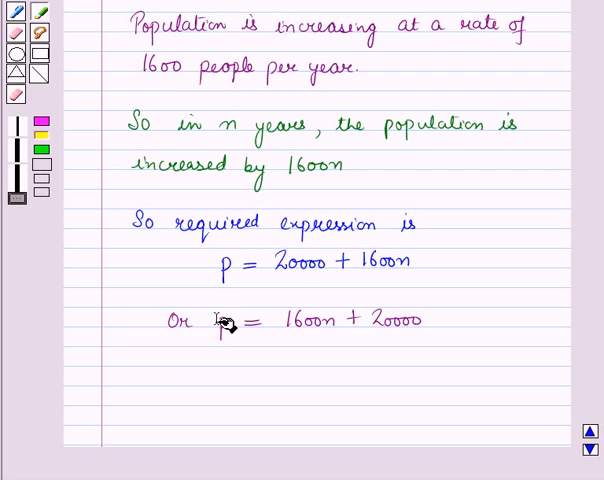 Population is increasing at a rate of
1600 people per year.
So in n years, the population is
increased by 1600n
So required expression is
p = 20000 + 1600n
Or p = 1600n + 20000